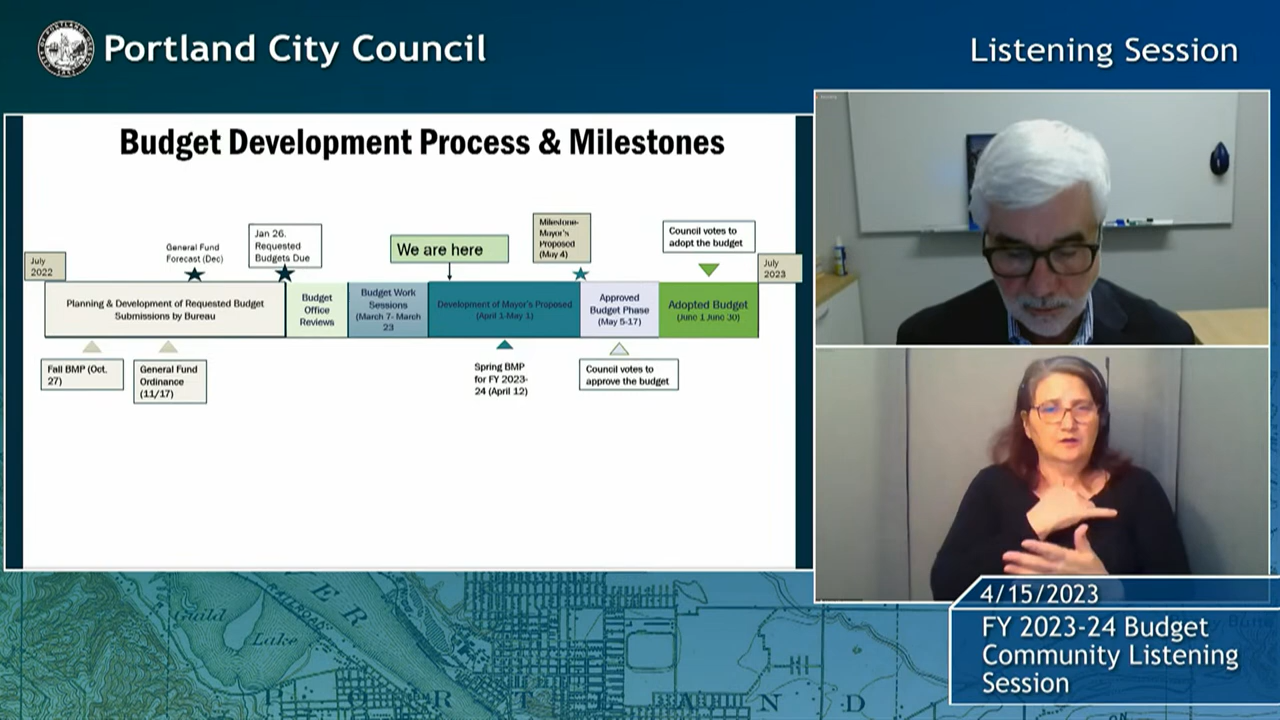 Portland City Council
Listening Session
Budget Development Process & Milestones
July
2022
General Fund
Forecast (Dec)
Jan 26.
Requested
Budgets Due
We are here
Milestone-
Mayor's
Proposed
(May 4)
Council votes to
adopt the budget
July
2023
Planning & Development of Requested Budget
Submissions by Bureau
Budget
Office
Reviews
Budget Work
Sessions
(March 7- March
23
Development of Mayor's Proposed
(April 1-May 1)
Approved
Budget Phase
(May 5-17)
Adopted Budget
(June 1 June 30)
Fall BMP (Oct.
27)
General Fund
Ordinance
(11/17)
Spring BMP
for FY 2023-
24 (April 12)
Council votes to
approve the budget
4/15/2023
FY 2023-24 Budget
Community Listening
Session
Guild
Lake
RAILROAD
E R
P O R T L A N D